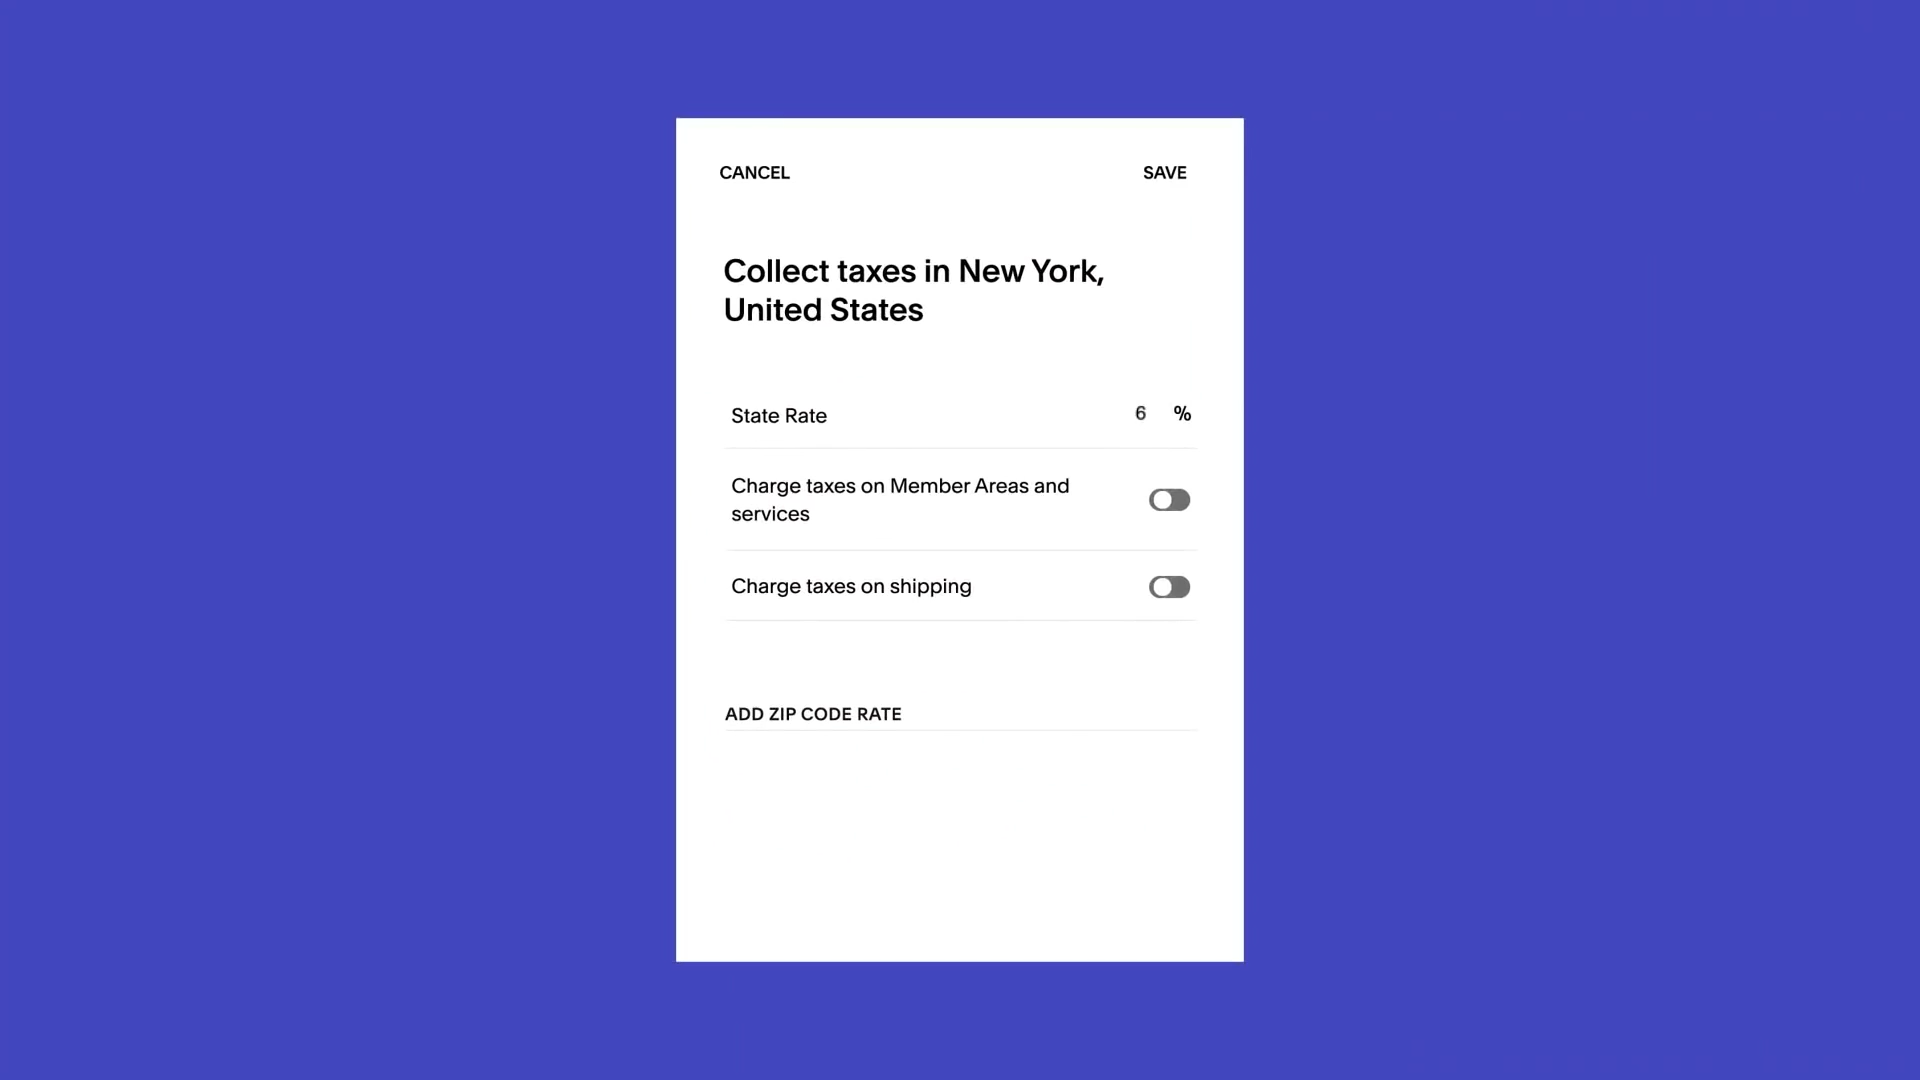 CANCEL
SAVE
Collect taxes in New York,
United States
State Rate 6 %
Charge taxes on Member Areas and
services
Charge taxes on shipping
ADD ZIP CODE RATE